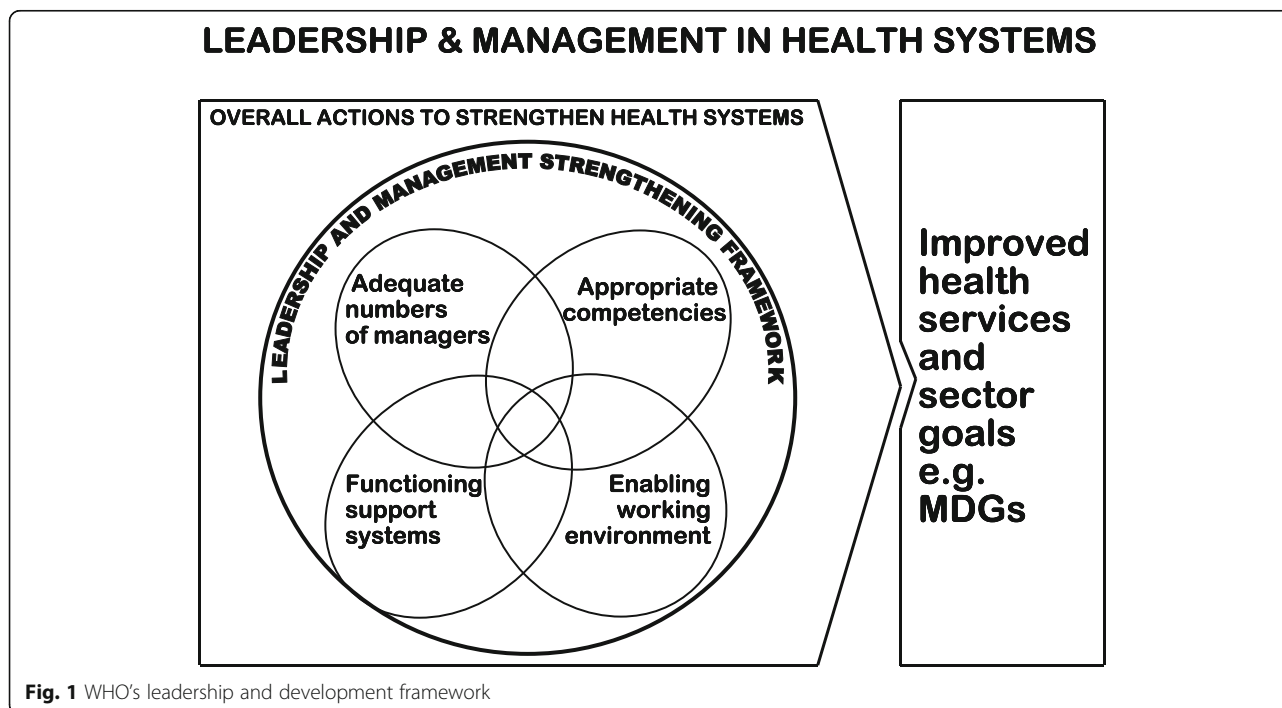 LEADERSHIP & MANAGEMENT IN HEALTH SYSTEMS
OVERALL ACTIONS TO STRENGTHEN HEALTH SYSTEMS
LEADERSHIP AND MANAGEMENT STRENGTHENING FRAMEWORK
Adequate
numbers
of managers
Appropriate
competencies
Functioning
support
systems
Enabling
working
environment
Improved
health
services
and
sector
goals
e.g.
MDGs
Fig. 1 WHO's leadership and development framework